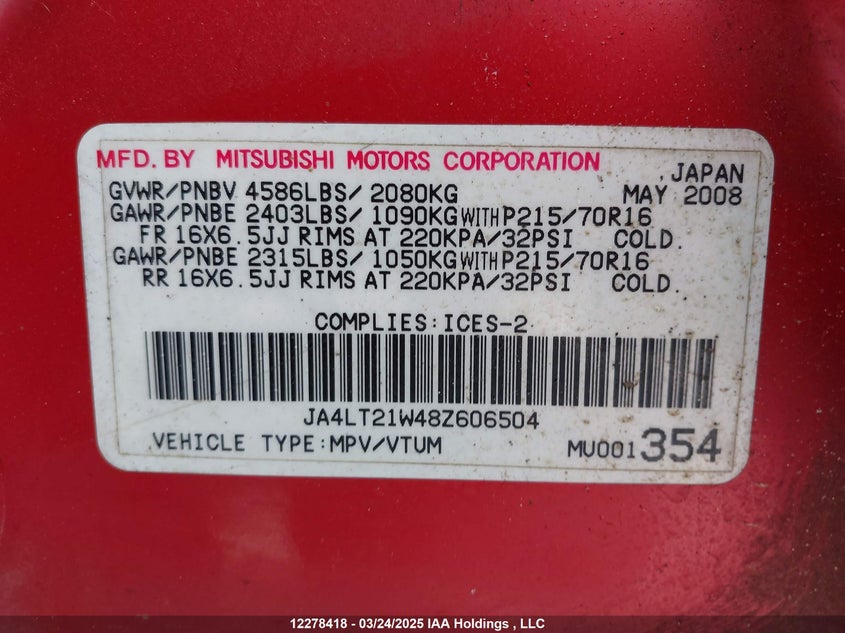 MFD. BY MITSUBISHI MOTORS CORPORATION
JAPAN
GVWR/PNBV 4586LBS/ 2080KG MAY 2008
GAWR/PNBE 2403LBS/ 1090KG WITH P215/70R16
FR 16X6.5JJ RIMS AT 220KPA/32PSI COLD.
GAWR/PNBE 2315LBS/ 1050KG WITH P215/70R16
RR 16X6.5JJ RIMS AT 220KPA/32PSI COLD.
COMPLIES:ICES-2
JA4LT21W48Z606504
VEHICLE TYPE:MPV/VTUM MU001354
12278418 - 03/24/2025 IAA Holdings , LLC